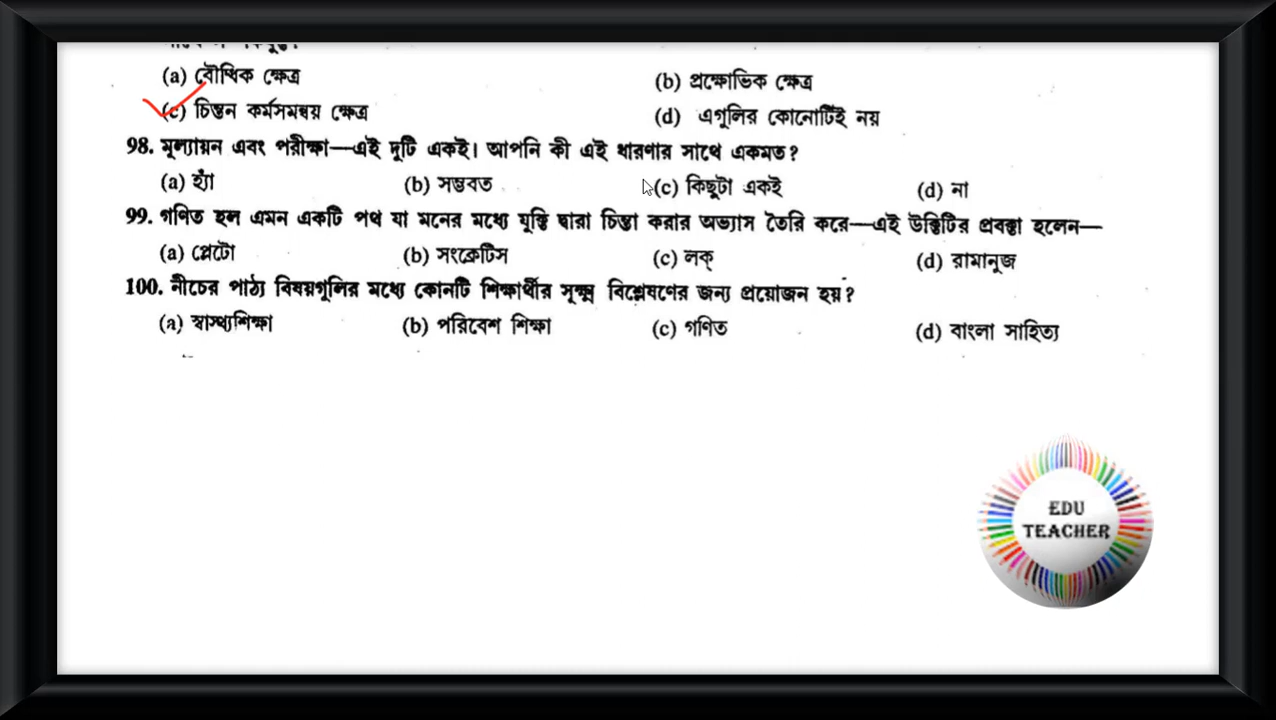 (a) বৌদ্ধিক ক্ষেত্র (b) প্রক্ষোভিক ক্ষেত্র
(c) চিন্তন কর্মসমন্বয় ক্ষেত্র (d) এগুলির কোনোটিই নয়
98. মূল্যায়ন এবং পরীক্ষা—এই দুটি একই। আপনি কী এই ধারণার সাথে একমত?
(a) হ্যাঁ (b) সম্ভবত (c) কিছুটা একই (d) না
99. গণিত হল এমন একটি পথ যা মনের মধ্যে যুক্তি দ্বারা চিন্তা করার অভ্যাস তৈরি করে—এই উক্তিটির প্রবক্তা হলেন—
(a) প্লেটো (b) সংক্রেটিস (c) লক্ (d) রামানুজ
100. নীচের পাঠ্য বিষয়গুলির মধ্যে কোনটি শিক্ষার্থীর সূক্ষ্ম বিশ্লেষণের জন্য প্রয়োজন হয়?
(a) স্বাস্থ্যশিক্ষা (b) পরিবেশ শিক্ষা (c) গণিত (d) বাংলা সাহিত্য
EDU
TEACHER